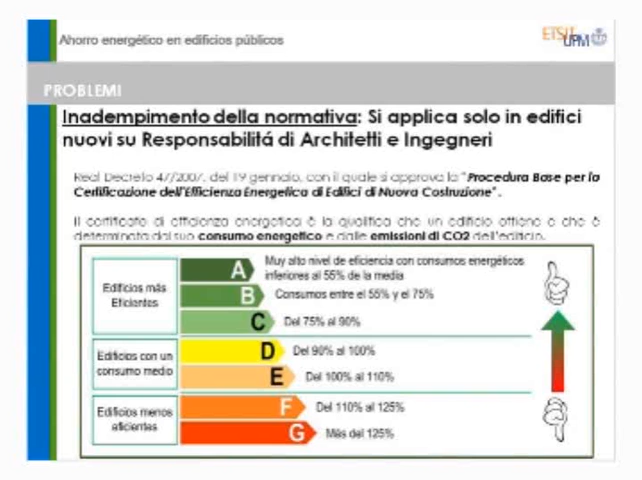 Ahorro energético en edificios públicos
ETSIT
UPM
PROBLEMI
Inadempimento della normativa: Si applica solo in edifici
nuovi su Responsabilitá di Architetti e Ingegneri
Real Decreto 47/2007, del 19 gennaio, con il quale si approva la "Procedura Base per la
Certificazione dell'Efficienza Energetica di Edifici di Nuova Costruzione".
Il certificato di efficienza energetica è la qualifica che un edificio ottiene e che è
determinata dal suo consumo energetico e dalle emissioni di CO2 dell'edificio.
Edificios más
Eficientes
A Muy alto nivel de eficiencia con consumos energéticos
inferiores al 55% de la media
B Consumos entre el 55% y el 75%
C Del 75% al 90%
Edificios con un
consumo medio
D Del 90% al 100%
E Del 100% al 110%
Edificios menos
eficientes
F Del 110% al 125%
G Más del 125%